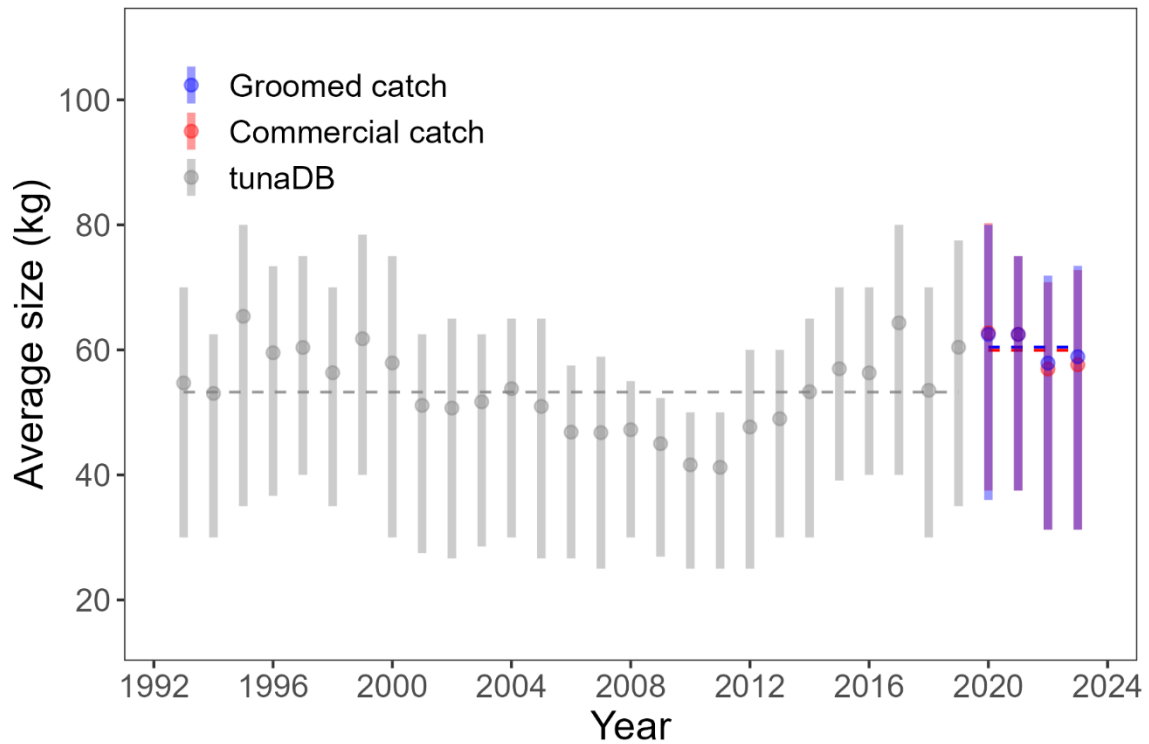 Groomed catch
Commercial catch
tunaDB
Average size (kg)
100
80
60
40
20
1992 1996 2000 2004 2008 2012 2016 2020 2024
Year